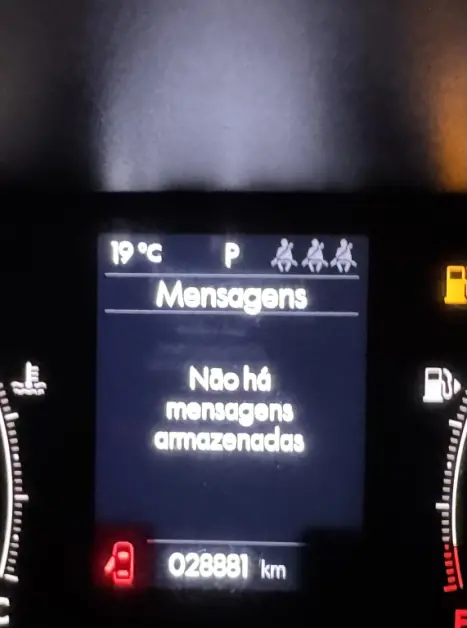 19 °C P
Mensagens
Não há
mensagens
armazenadas
028881 km